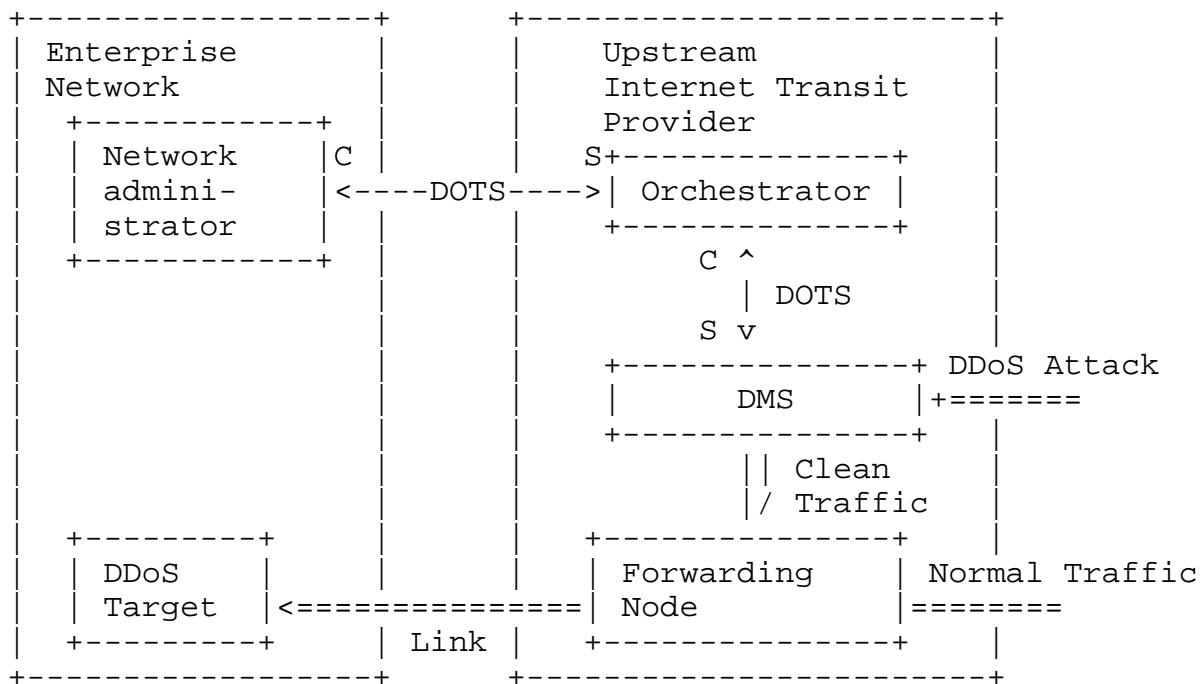 +-------------------+      +------------------------+
| Enterprise        |      |    Upstream            |
| Network           |      |    Internet Transit    |
|  +------------+   |      |    Provider            |
|  | Network    |C  |      |   S+--------------+    |
|  | admini-    |<----DOTS---->| Orchestrator |    |
|  | strator    |   |      |    +--------------+    |
|  +------------+   |      |         C ^            |
|                   |      |           | DOTS       |
|                   |      |         S v            |
|                   |      |    +---------------+ DDoS Attack
|                   |      |    |      DMS      |+=======
|                   |      |    +---------------+   |
|                   |      |           || Clean     |
|                   |      |           |/ Traffic   |
|  +---------+      |      |   +---------------+    |
|  | DDoS    |      |      |   | Forwarding    | Normal Traffic
|  | Target  |<===============| Node          |========
|  +---------+      | Link |   +---------------+    |
+-------------------+      +------------------------+